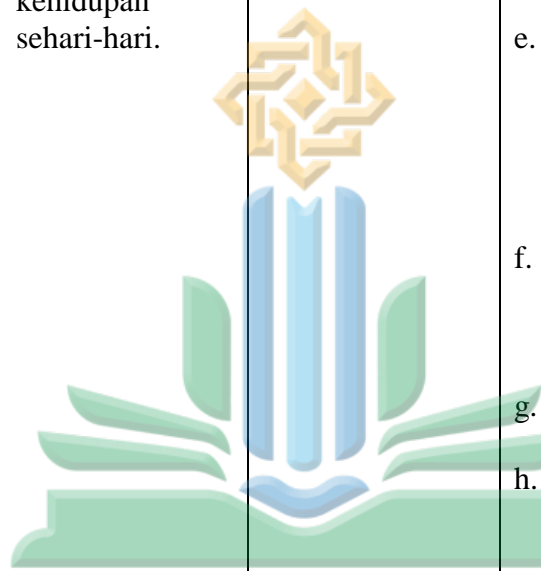 kehidupan
sehari-hari.
e.
f.
g.
h.